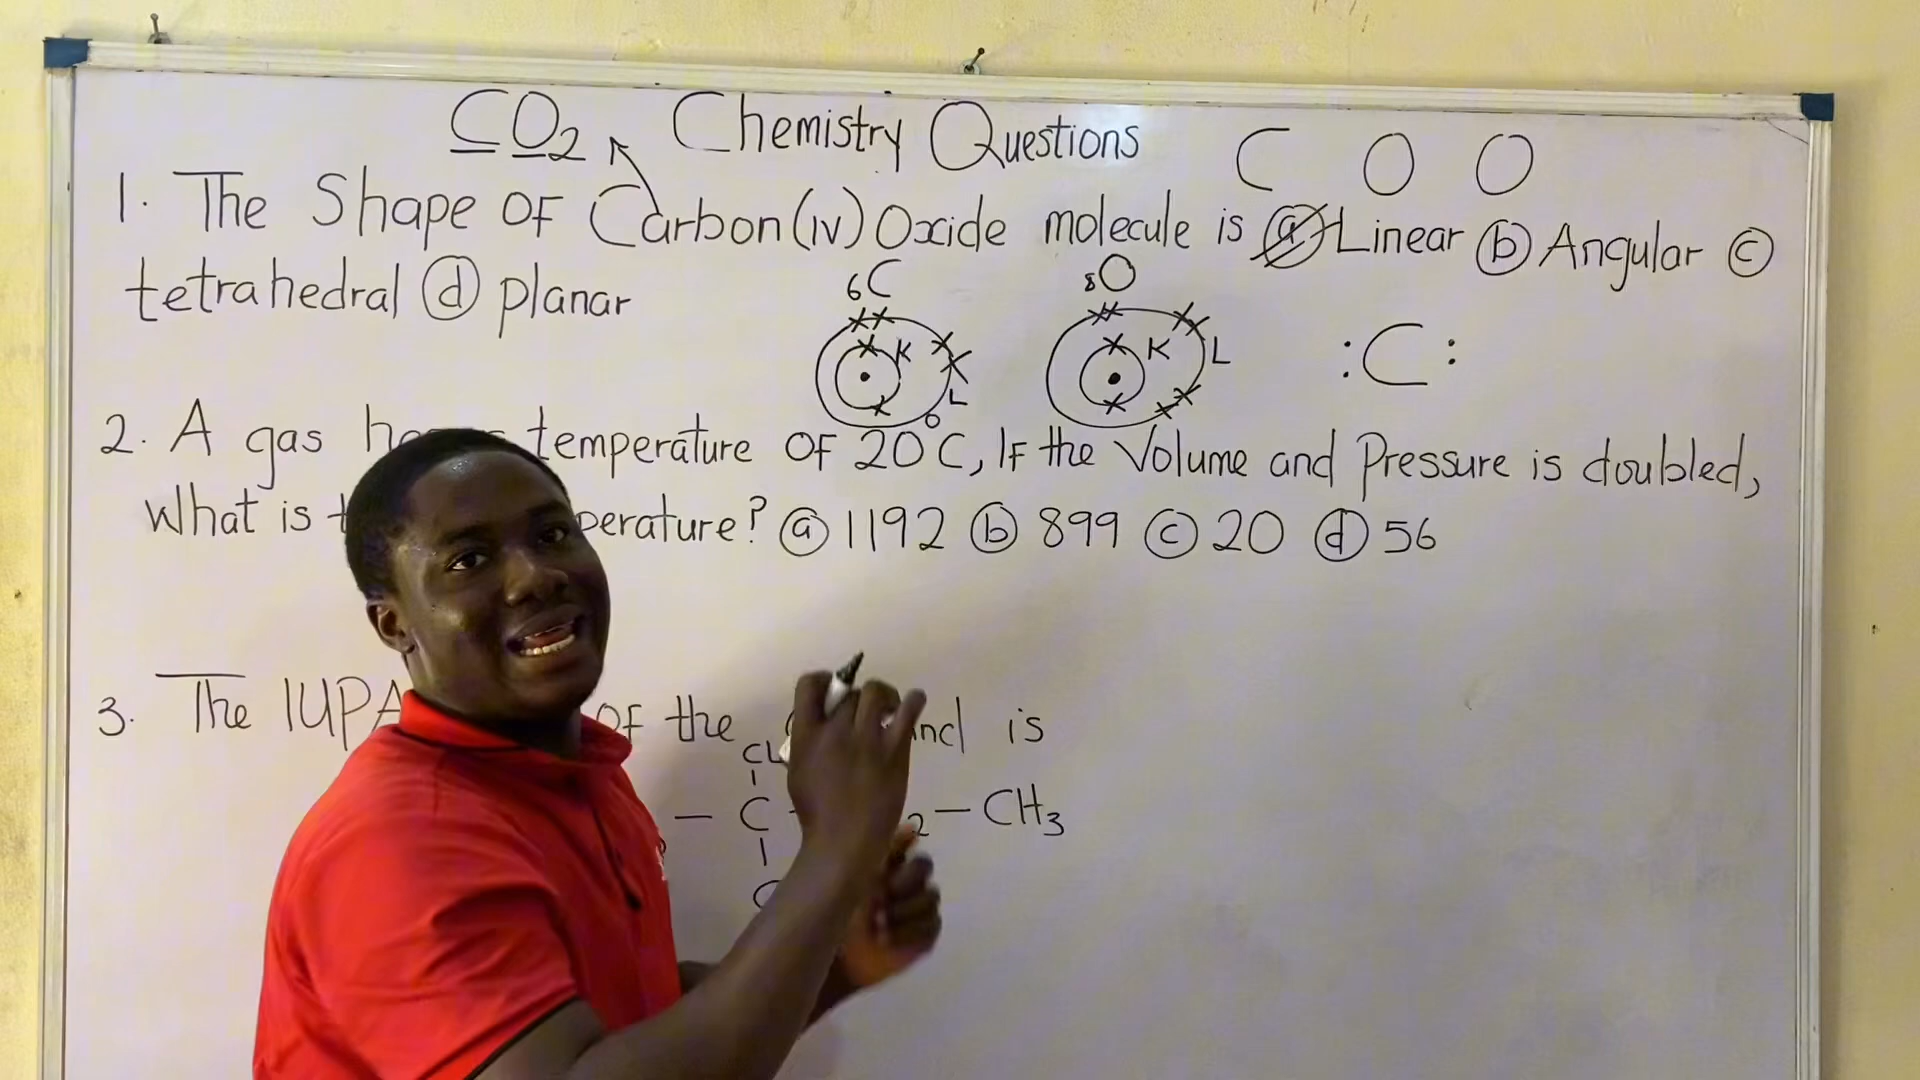 CO2 Chemistry Questions C O O
1. The Shape OF Carbon(iv) Oxide molecule is (a) Linear (b) Angular (c)
tetrahedral (d) planar
6C 8O
K L K L :C:
2. A gas temperature OF 20°C, IF the Volume and Pressure is doubled,
What is perature? (a) 1192 (b) 899 (c) 20 (d) 56
3. The IUPA OF the is
CL
— C 2 — CH3
C